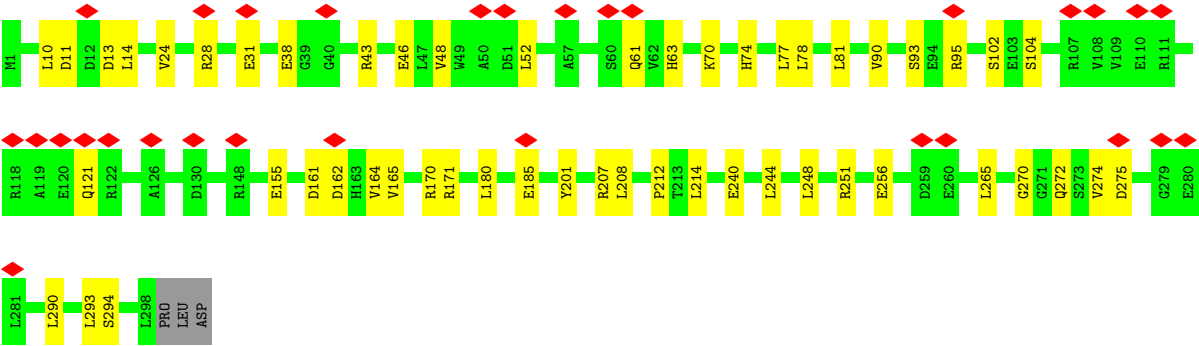 M1 L10 D11 D12 D13 L14 V24 R28 E31 E38 G39 G40 R43 E46 L47 V48 W49 A50 D51 L52 A57 S60 Q61 V62 H63 K70 H74 L77 L78 L81 V90 S93 E94 R95 S102 E103 S104 R107 V108 V109 E110 R111
R118 A119 E120 Q121 R122 A126 D130 R148 E155 D161 D162 H163 V164 V165 R170 R171 L180 E185 Y201 R207 L208 P212 T213 L214 E240 L244 L248 R251 E256 D259 E260 L265 G270 G271 Q272 S273 V274 D275 G279 E280
L281 L290 L293 S294 L298 PRO LEU ASP